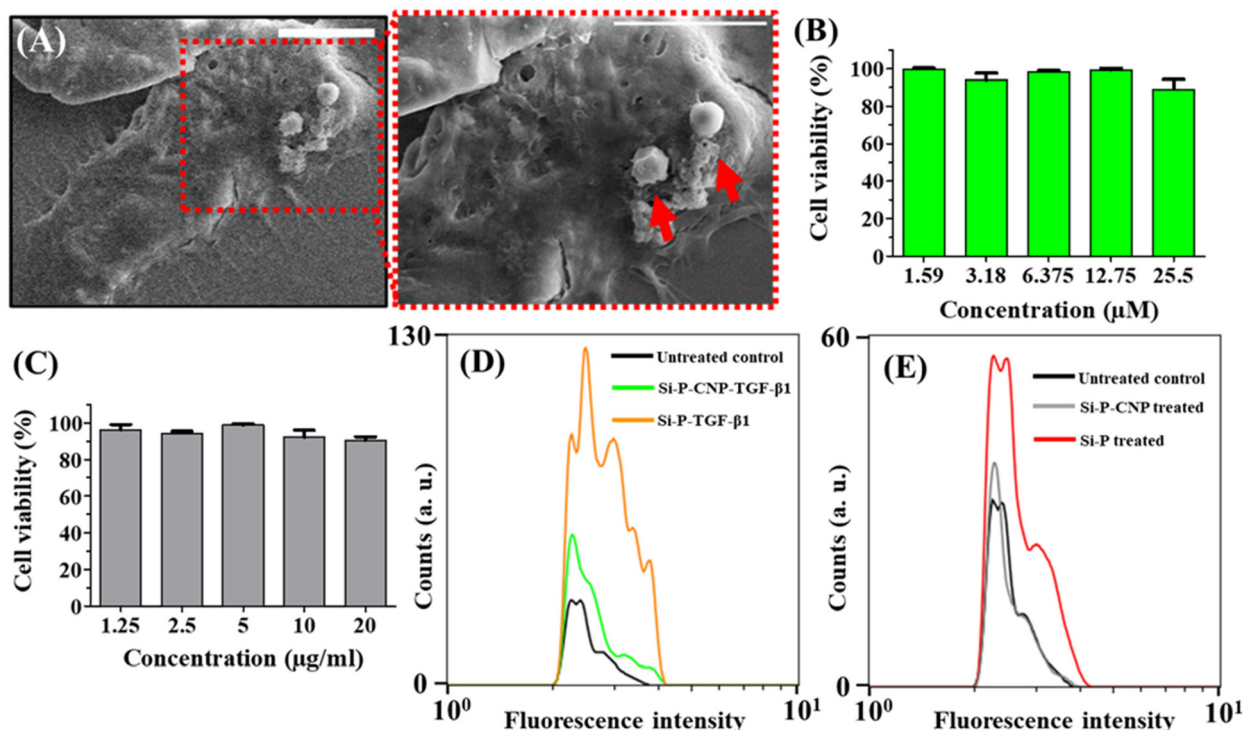 (A)
(B)
Cell viability (%)
100
80
60
40
20
0
1.59 3.18 6.375 12.75 25.5
Concentration (μM)
(C)
Cell viability (%)
100
80
60
40
20
0
1.25 2.5 5 10 20
Concentration (μg/ml)
(D)
130
Counts (a. u.)
0
Untreated control
Si-P-CNP-TGF-β1
Si-P-TGF-β1
10⁰ 10¹
Fluorescence intensity
(E)
60
Counts (a. u.)
0
Untreated control
Si-P-CNP treated
Si-P treated
10⁰ 10¹
Fluorescence intensity